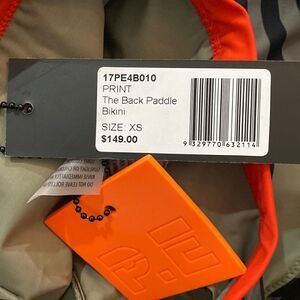 17PE4B010
PRINT
The Back Paddle
Bikini
SIZE: XS
$149.00
9 329770 632114
P.E